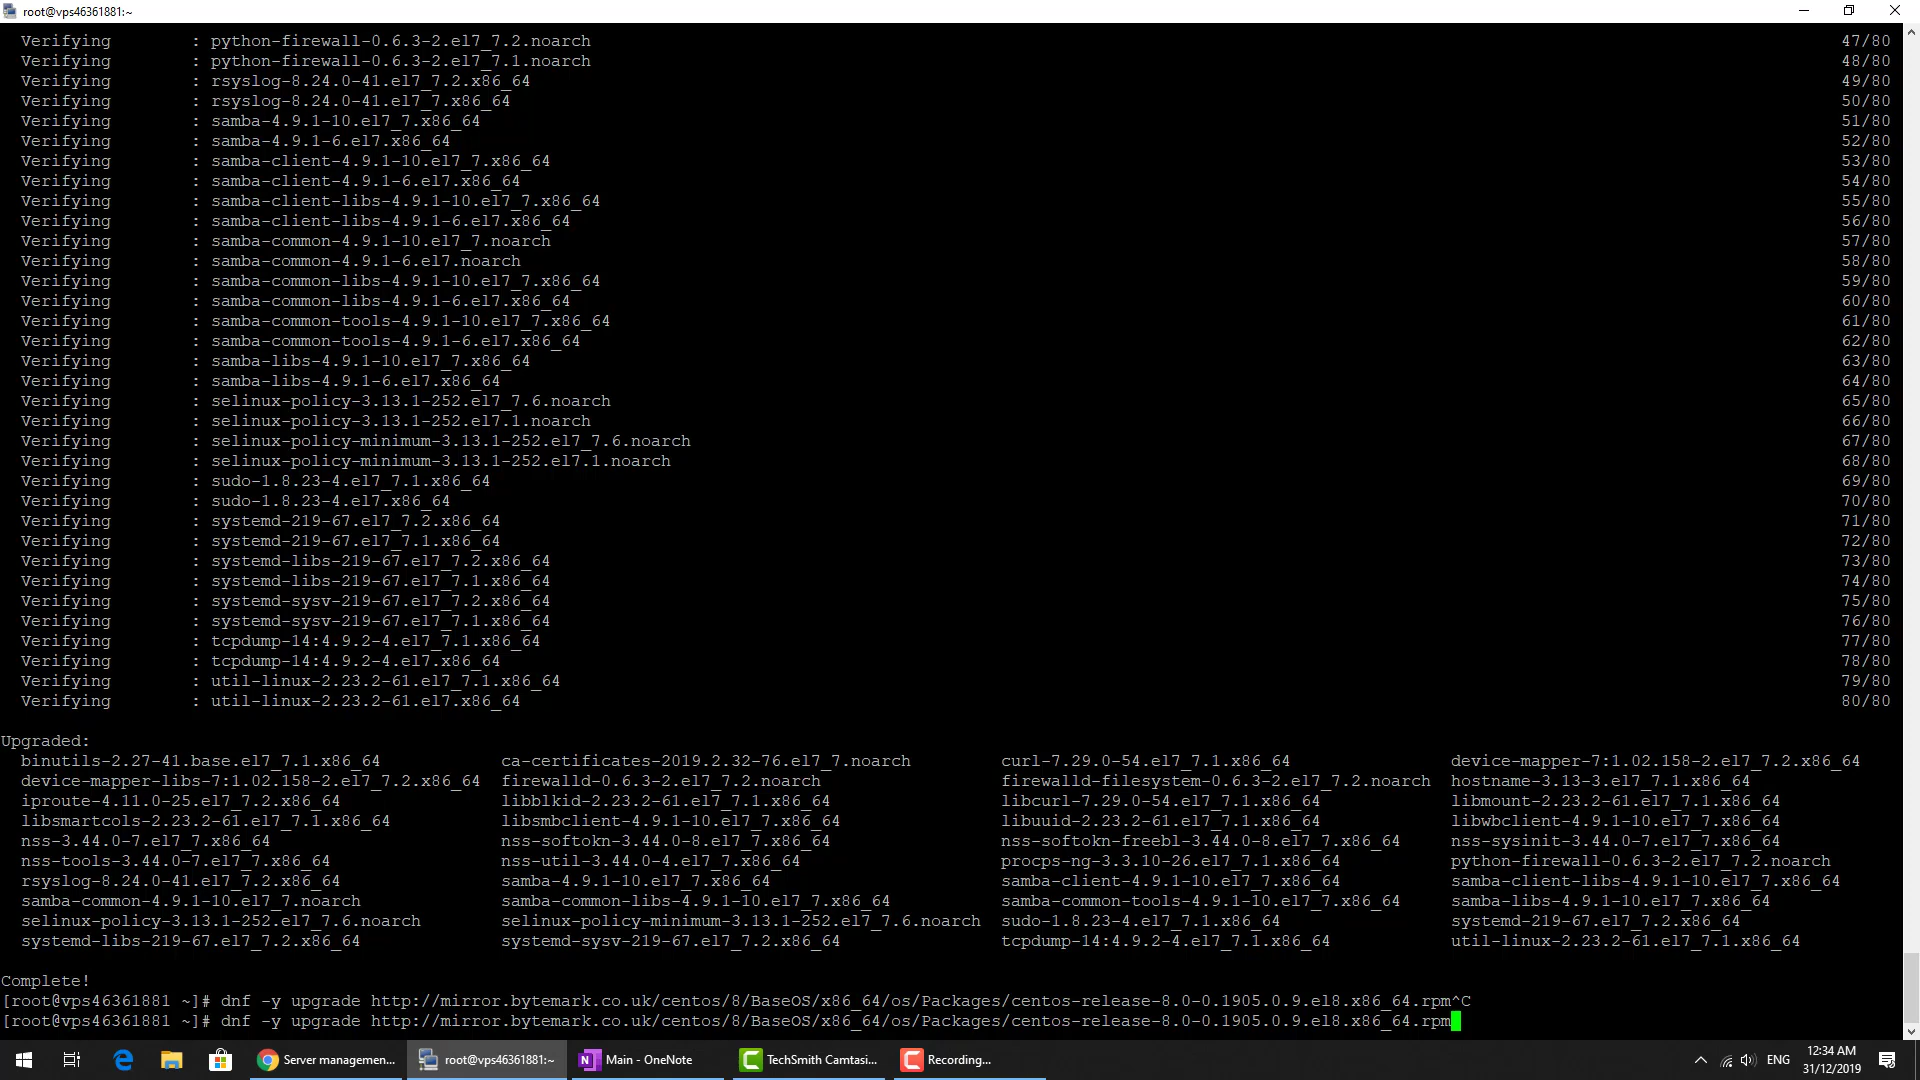 root@vps46361881:~
Verifying : python-firewall-0.6.3-2.el7_7.2.noarch 47/80
Verifying : python-firewall-0.6.3-2.el7_7.1.noarch 48/80
Verifying : rsyslog-8.24.0-41.el7_7.2.x86_64 49/80
Verifying : rsyslog-8.24.0-41.el7_7.x86_64 50/80
Verifying : samba-4.9.1-10.el7_7.x86_64 51/80
Verifying : samba-4.9.1-6.el7.x86_64 52/80
Verifying : samba-client-4.9.1-10.el7_7.x86_64 53/80
Verifying : samba-client-4.9.1-6.el7.x86_64 54/80
Verifying : samba-client-libs-4.9.1-10.el7_7.x86_64 55/80
Verifying : samba-client-libs-4.9.1-6.el7.x86_64 56/80
Verifying : samba-common-4.9.1-10.el7_7.noarch 57/80
Verifying : samba-common-4.9.1-6.el7.noarch 58/80
Verifying : samba-common-libs-4.9.1-10.el7_7.x86_64 59/80
Verifying : samba-common-libs-4.9.1-6.el7.x86_64 60/80
Verifying : samba-common-tools-4.9.1-10.el7_7.x86_64 61/80
Verifying : samba-common-tools-4.9.1-6.el7.x86_64 62/80
Verifying : samba-libs-4.9.1-10.el7_7.x86_64 63/80
Verifying : samba-libs-4.9.1-6.el7.x86_64 64/80
Verifying : selinux-policy-3.13.1-252.el7_7.6.noarch 65/80
Verifying : selinux-policy-3.13.1-252.el7.1.noarch 66/80
Verifying : selinux-policy-minimum-3.13.1-252.el7_7.6.noarch 67/80
Verifying : selinux-policy-minimum-3.13.1-252.el7.1.noarch 68/80
Verifying : sudo-1.8.23-4.el7_7.1.x86_64 69/80
Verifying : sudo-1.8.23-4.el7.x86_64 70/80
Verifying : systemd-219-67.el7_7.2.x86_64 71/80
Verifying : systemd-219-67.el7_7.1.x86_64 72/80
Verifying : systemd-libs-219-67.el7_7.2.x86_64 73/80
Verifying : systemd-libs-219-67.el7_7.1.x86_64 74/80
Verifying : systemd-sysv-219-67.el7_7.2.x86_64 75/80
Verifying : systemd-sysv-219-67.el7_7.1.x86_64 76/80
Verifying : tcpdump-14:4.9.2-4.el7_7.1.x86_64 77/80
Verifying : tcpdump-14:4.9.2-4.el7.x86_64 78/80
Verifying : util-linux-2.23.2-61.el7_7.1.x86_64 79/80
Verifying : util-linux-2.23.2-61.el7.x86_64 80/80
Upgraded:
binutils-2.27-41.base.el7_7.1.x86_64 ca-certificates-2019.2.32-76.el7_7.noarch curl-7.29.0-54.el7_7.1.x86_64 device-mapper-7:1.02.158-2.el7_7.2.x86_64
device-mapper-libs-7:1.02.158-2.el7_7.2.x86_64 firewalld-0.6.3-2.el7_7.2.noarch firewalld-filesystem-0.6.3-2.el7_7.2.noarch hostname-3.13-3.el7_7.1.x86_64
iproute-4.11.0-25.el7_7.2.x86_64 libblkid-2.23.2-61.el7_7.1.x86_64 libcurl-7.29.0-54.el7_7.1.x86_64 libmount-2.23.2-61.el7_7.1.x86_64
libsmartcols-2.23.2-61.el7_7.1.x86_64 libsmbclient-4.9.1-10.el7_7.x86_64 libuuid-2.23.2-61.el7_7.1.x86_64 libwbclient-4.9.1-10.el7_7.x86_64
nss-3.44.0-7.el7_7.x86_64 nss-softokn-3.44.0-8.el7_7.x86_64 nss-softokn-freebl-3.44.0-8.el7_7.x86_64 nss-sysinit-3.44.0-7.el7_7.x86_64
nss-tools-3.44.0-7.el7_7.x86_64 nss-util-3.44.0-4.el7_7.x86_64 procps-ng-3.3.10-26.el7_7.1.x86_64 python-firewall-0.6.3-2.el7_7.2.noarch
rsyslog-8.24.0-41.el7_7.2.x86_64 samba-4.9.1-10.el7_7.x86_64 samba-client-4.9.1-10.el7_7.x86_64 samba-client-libs-4.9.1-10.el7_7.x86_64
samba-common-4.9.1-10.el7_7.noarch samba-common-libs-4.9.1-10.el7_7.x86_64 samba-common-tools-4.9.1-10.el7_7.x86_64 samba-libs-4.9.1-10.el7_7.x86_64
selinux-policy-3.13.1-252.el7_7.6.noarch selinux-policy-minimum-3.13.1-252.el7_7.6.noarch sudo-1.8.23-4.el7_7.1.x86_64 systemd-219-67.el7_7.2.x86_64
systemd-libs-219-67.el7_7.2.x86_64 systemd-sysv-219-67.el7_7.2.x86_64 tcpdump-14:4.9.2-4.el7_7.1.x86_64 util-linux-2.23.2-61.el7_7.1.x86_64
Complete!
[root@vps46361881 ~]# dnf -y upgrade http://mirror.bytemark.co.uk/centos/8/BaseOS/x86_64/os/Packages/centos-release-8.0-0.1905.0.9.el8.x86_64.rpm^C
[root@vps46361881 ~]# dnf -y upgrade http://mirror.bytemark.co.uk/centos/8/BaseOS/x86_64/os/Packages/centos-release-8.0-0.1905.0.9.el8.x86_64.rpm
Server managemen... root@vps46361881:~ Main - OneNote TechSmith Camtasi... Recording... ENG 12:34 AM
31/12/2019